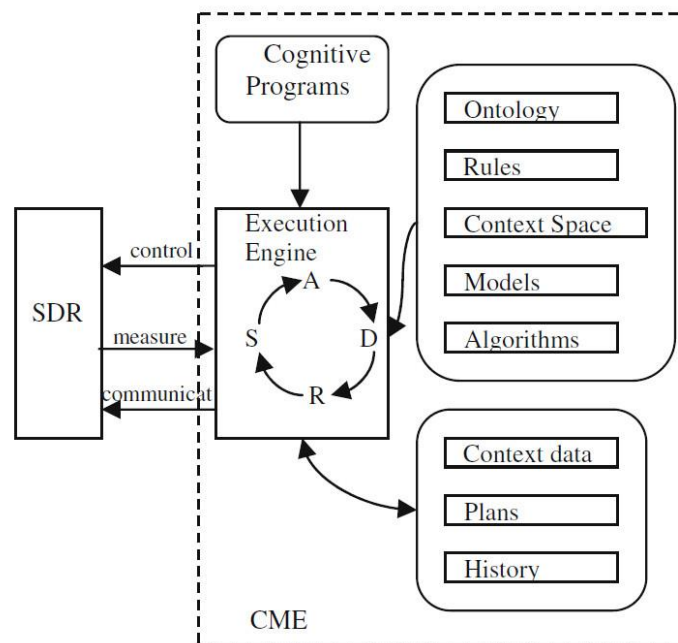 Cognitive
Programs
Ontology
Rules
Context Space
Models
Algorithms
Execution
Engine
A
S
D
R
SDR
control
measure
communicat
Context data
Plans
History
CME